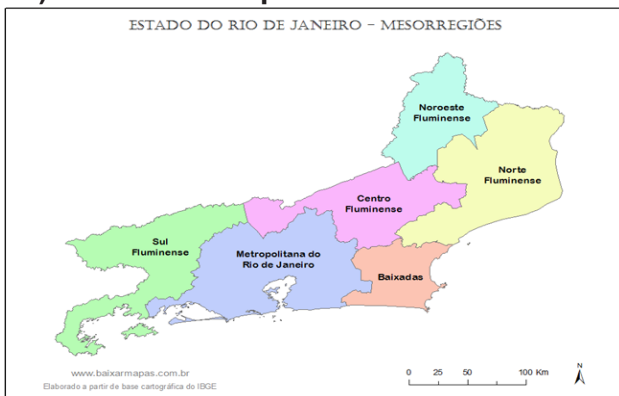 ESTADO DO RIO DE JANEIRO – MESORREGIÕES
Noroeste
Fluminense
Norte
Fluminense
Centro
Fluminense
Sul
Fluminense
Metropolitana do
Rio de Janeiro
Baixadas
www.baixarmapas.com.br
Elaborado a partir de base cartográfica do IBGE
0 25 50 100 Km
N